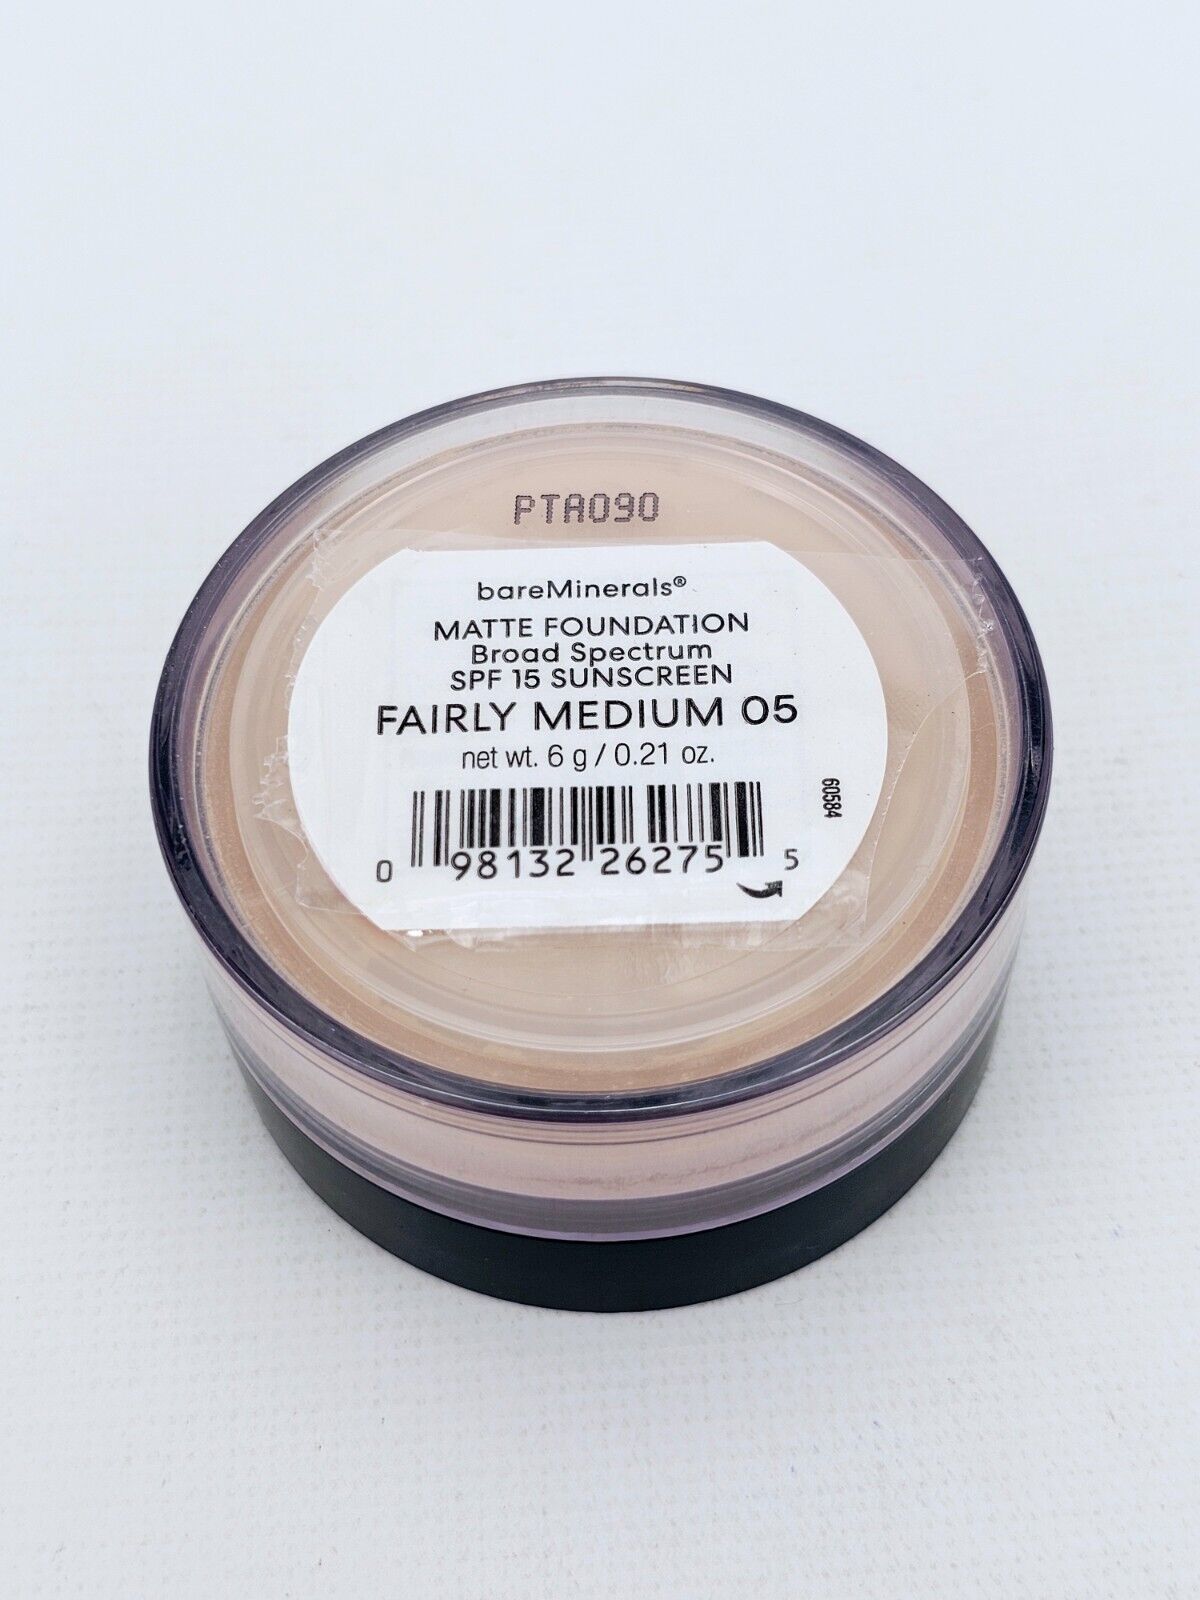 PTA090
bareMinerals®
MATTE FOUNDATION
Broad Spectrum
SPF 15 SUNSCREEN
FAIRLY MEDIUM 05
net wt. 6 g / 0.21 oz.
60584
0 98132 26275 5